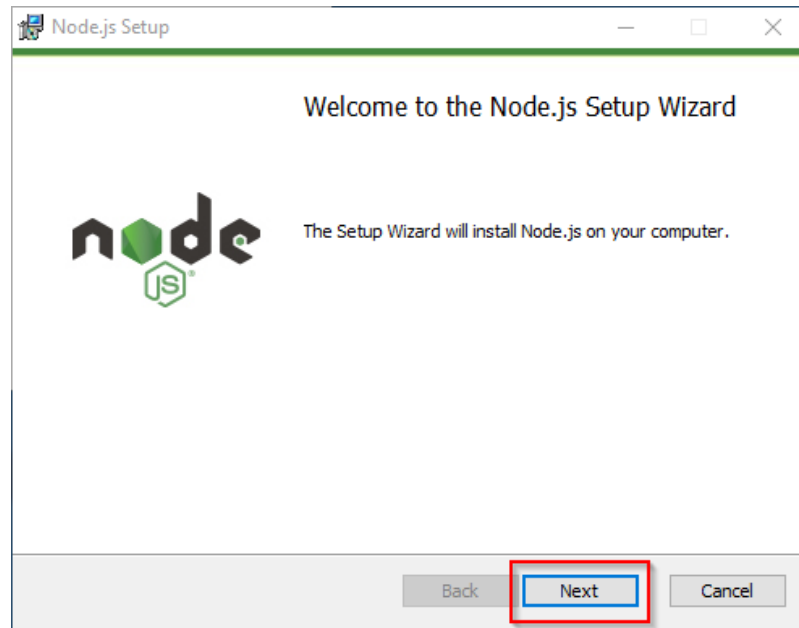 Node.js Setup
Welcome to the Node.js Setup Wizard
node
JS®
The Setup Wizard will install Node.js on your computer.
Back
Next
Cancel